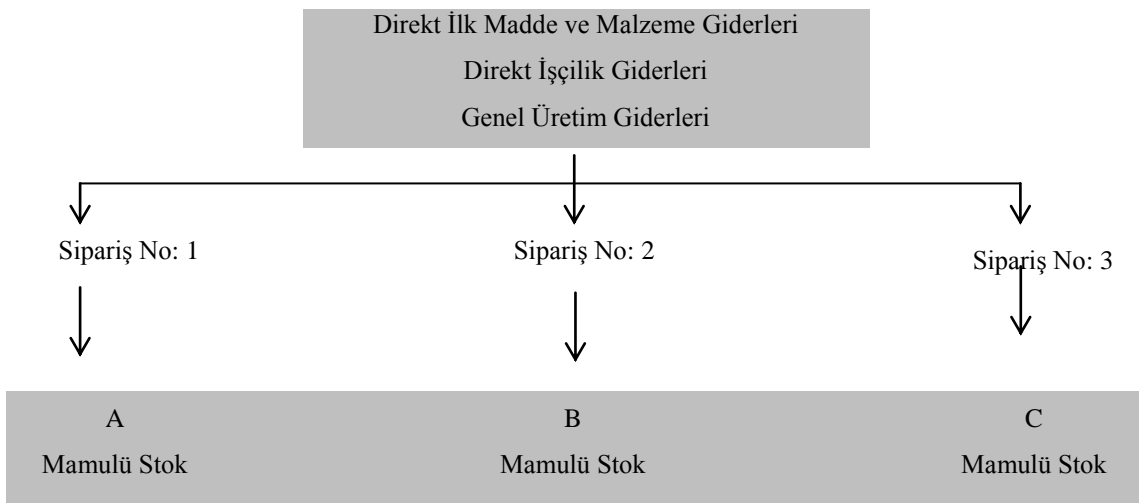 Direkt İlk Madde ve Malzeme Giderleri
Direkt İşçilik Giderleri
Genel Üretim Giderleri
Sipariş No: 1
Sipariş No: 2
Sipariş No: 3
A
B
C
Mamulü Stok
Mamulü Stok
Mamulü Stok